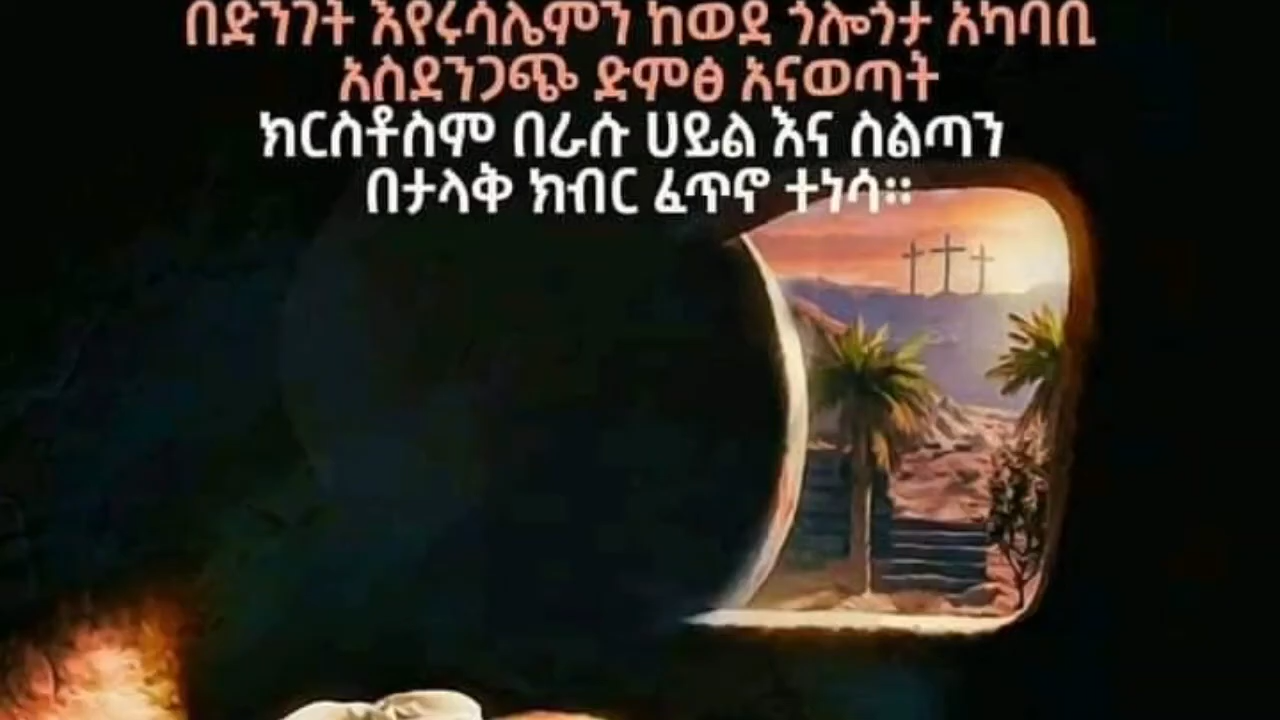 በድንገት እየሩሳሌምን ከወደ ጎሎጎታ አካባቢ
አስደንጋጭ ድምፅ አናወጣት
ክርስቶስም በራሱ ሀይል እና ስልጣን
በታላቅ ክብር ፈጥኖ ተነሳ።